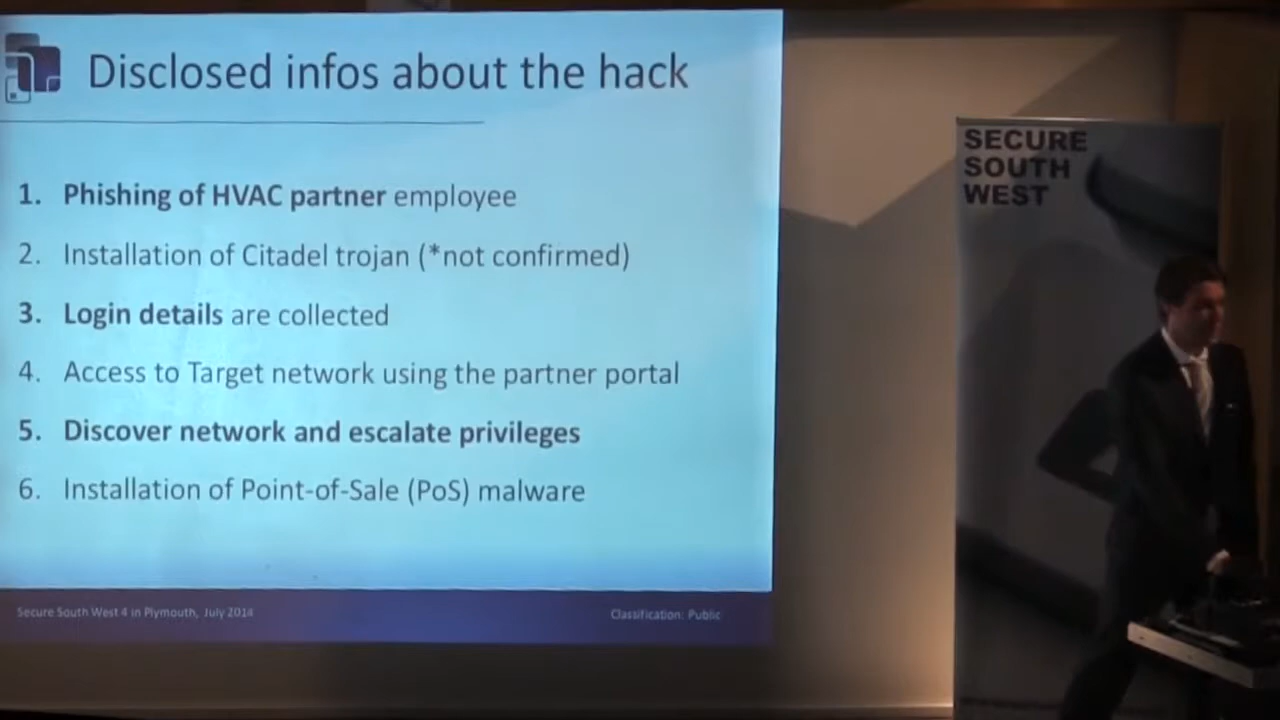 Disclosed infos about the hack
1. Phishing of HVAC partner employee
2. Installation of Citadel trojan (*not confirmed)
3. Login details are collected
4. Access to Target network using the partner portal
5. Discover network and escalate privileges
6. Installation of Point-of-Sale (PoS) malware
Secure South West 4 in Plymouth, July 2014
Classification: Public
SECURE
SOUTH
WEST